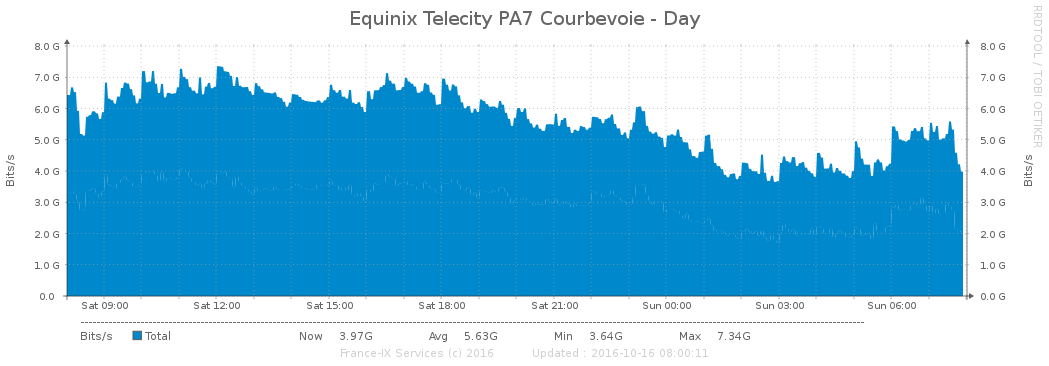 Equinix Telecity PA7 Courbevoie - Day
RRDTOOL / TOBI OETIKER
Bits/s
8.0 G 8.0 G
7.0 G 7.0 G
6.0 G 6.0 G
5.0 G 5.0 G
4.0 G 4.0 G
3.0 G 3.0 G
2.0 G 2.0 G
1.0 G 1.0 G
0.0 0.0 G
Bits/s
Sat 09:00 Sat 12:00 Sat 15:00 Sat 18:00 Sat 21:00 Sun 00:00 Sun 03:00 Sun 06:00
Bits/s Total Now 3.97G Avg 5.63G Min 3.64G Max 7.34G
France-IX Services (c) 2016 Updated : 2016-10-16 08:00:11